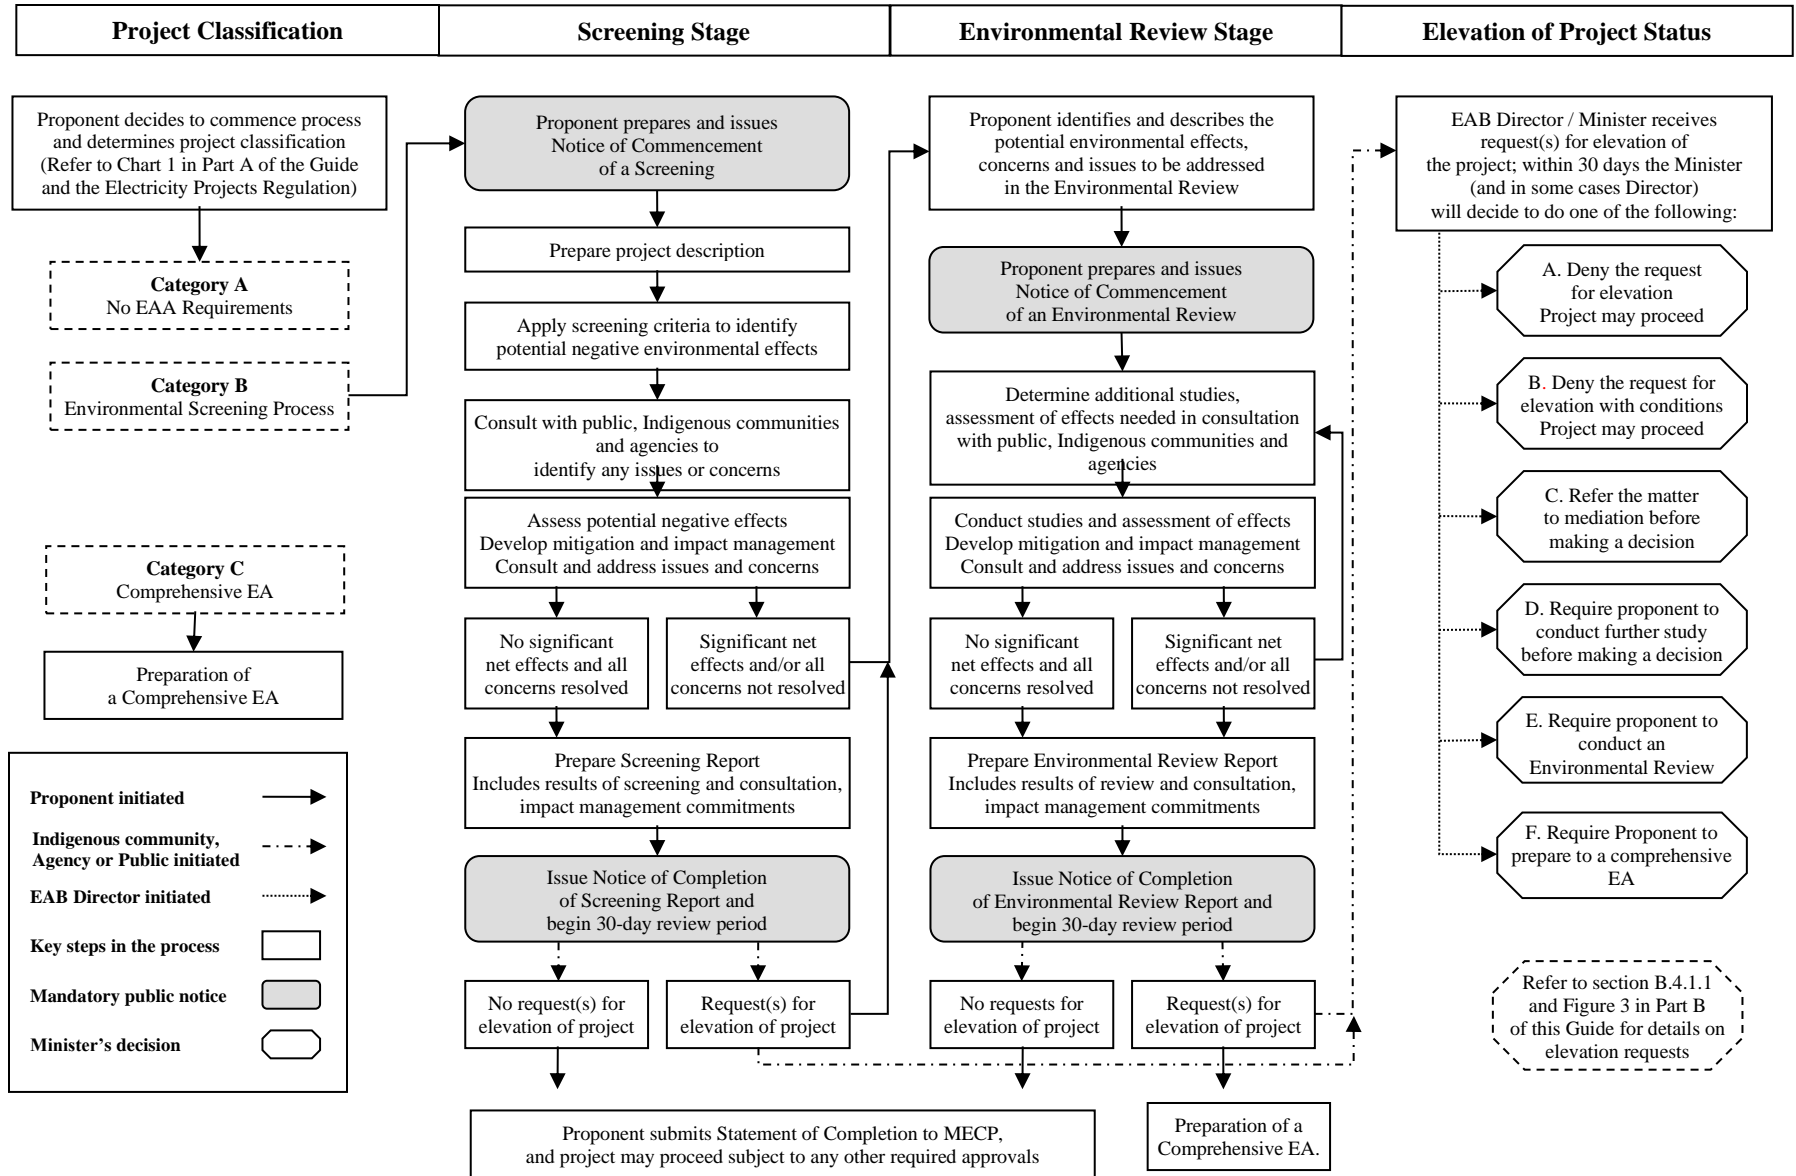 Project Classification
Screening Stage
Environmental Review Stage
Elevation of Project Status
Proponent decides to commence process
and determines project classification
(Refer to Chart 1 in Part A of the Guide
and the Electricity Projects Regulation)
Category A
No EAA Requirements
Category B
Environmental Screening Process
Category C
Comprehensive EA
Preparation of
a Comprehensive EA
Proponent initiated
Indigenous community,
Agency or Public initiated
EAB Director initiated
Key steps in the process
Mandatory public notice
Minister's decision
Proponent prepares and issues
Notice of Commencement
of a Screening
Prepare project description
Apply screening criteria to identify
potential negative environmental effects
Consult with public, Indigenous communities
and agencies to
identify any issues or concerns
Assess potential negative effects
Develop mitigation and impact management
Consult and address issues and concerns
No significant
net effects and all
concerns resolved
Significant net
effects and/or all
concerns not resolved
Prepare Screening Report
Includes results of screening and consultation,
impact management commitments
Issue Notice of Completion
of Screening Report and
begin 30-day review period
No request(s) for
elevation of project
Request(s) for
elevation of project
Proponent submits Statement of Completion to MECP,
and project may proceed subject to any other required approvals
Proponent identifies and describes the
potential environmental effects,
concerns and issues to be addressed
in the Environmental Review
Proponent prepares and issues
Notice of Commencement
of an Environmental Review
Determine additional studies,
assessment of effects needed in consultation
with public, Indigenous communities and
agencies
Conduct studies and assessment of effects
Develop mitigation and impact management
Consult and address issues and concerns
No significant
net effects and all
concerns resolved
Significant net
effects and/or all
concerns not resolved
Prepare Environmental Review Report
Includes results of review and consultation,
impact management commitments
Issue Notice of Completion
of Environmental Review Report and
begin 30-day review period
No requests for
elevation of project
Request(s) for
elevation of project
Preparation of a
Comprehensive EA.
EAB Director / Minister receives
request(s) for elevation of
the project; within 30 days the Minister
(and in some cases Director)
will decide to do one of the following:
A. Deny the request
for elevation
Project may proceed
B. Deny the request for
elevation with conditions
Project may proceed
C. Refer the matter
to mediation before
making a decision
D. Require proponent to
conduct further study
before making a decision
E. Require proponent to
conduct an
Environmental Review
F. Require Proponent to
prepare to a comprehensive
EA
Refer to section B.4.1.1
and Figure 3 in Part B
of this Guide for details on
elevation requests